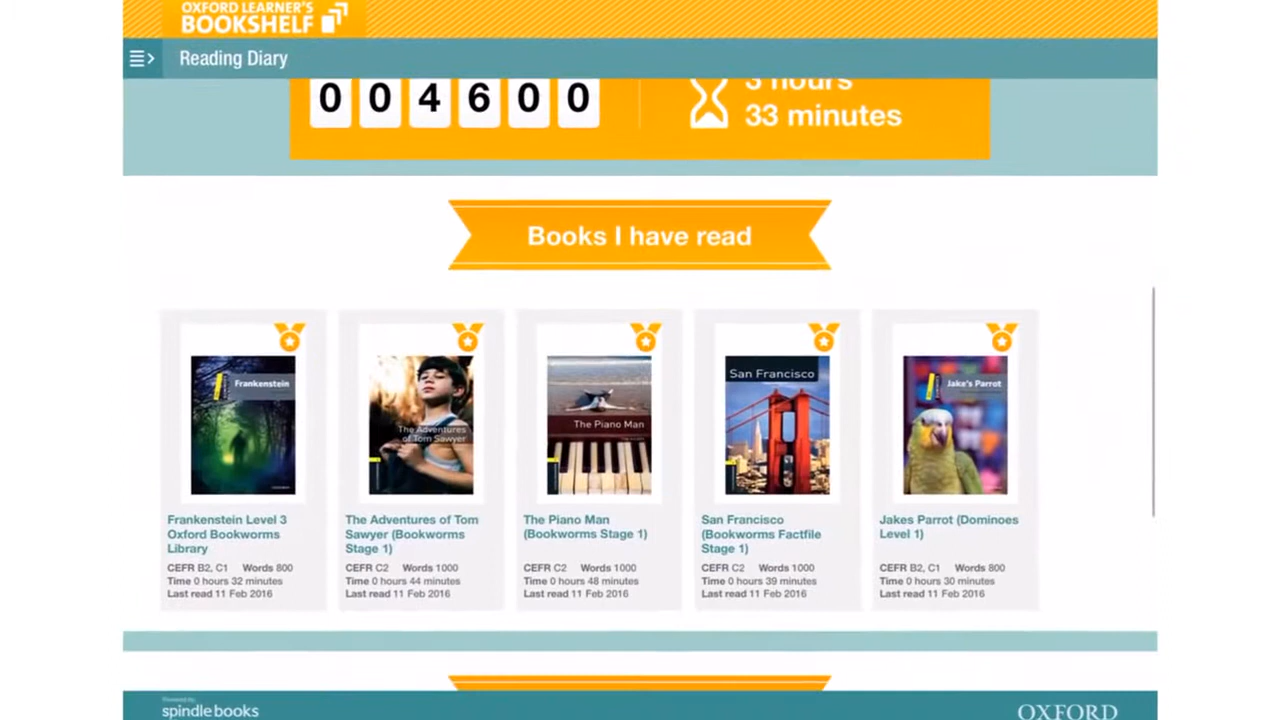 OXFORD LEARNER'S
BOOKSHELF
Reading Diary
0 0 4 6 0 0
3 hours
33 minutes
Books I have read
Frankenstein
The Adventures
of Tom Sawyer
The Piano Man
San Francisco
Jake's Parrot
Frankenstein Level 3
Oxford Bookworms
Library
CEFR B2, C1 Words 800
Time 0 hours 32 minutes
Last read 11 Feb 2016
The Adventures of Tom
Sawyer (Bookworms
Stage 1)
CEFR C2 Words 1000
Time 0 hours 44 minutes
Last read 11 Feb 2016
The Piano Man
(Bookworms Stage 1)
CEFR C2 Words 1000
Time 0 hours 48 minutes
Last read 11 Feb 2016
San Francisco
(Bookworms Factfile
Stage 1)
CEFR C2 Words 1000
Time 0 hours 39 minutes
Last read 11 Feb 2016
Jakes Parrot (Dominoes
Level 1)
CEFR B2, C1 Words 800
Time 0 hours 30 minutes
Last read 11 Feb 2016
Powered by
spindlebooks
OXFORD